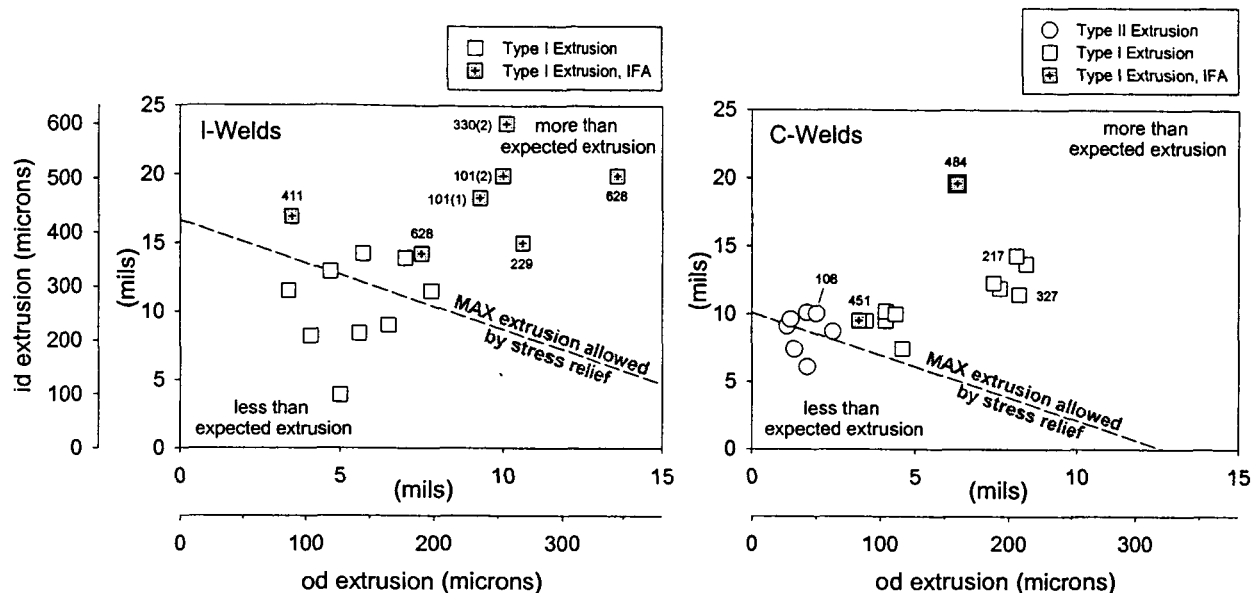 Type I Extrusion
Type I Extrusion, IFA
Type II Extrusion
Type I Extrusion
Type I Extrusion, IFA
id extrusion (microns)
600
500
400
300
200
100
0
(mils)
25
20
15
10
5
0
I-Welds
330(2)
more than
expected extrusion
101(2)
101(1)
411
628
628
229
MAX extrusion allowed
by stress relief
less than
expected extrusion
0
5
10
15
(mils)
0
100
200
300
od extrusion (microns)
(mils)
25
20
15
10
5
0
C-Welds
more than
expected extrusion
484
217
327
108
451
MAX extrusion allowed
by stress relief
less than
expected extrusion
0
5
10
15
(mils)
0
100
200
300
od extrusion (microns)